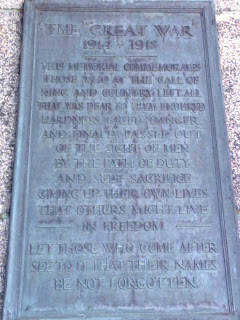 THE "GREAT WAR"
1914 - 1918
THIS MEMORIAL COMMEMORATES
THOSE WHO AT THE CALL OF
KING AND COUNTRY, LEFT ALL
THAT WAS DEAR TO THEM, ENDURED
HARDNESS, FACED DANGER
AND FINALLY PASSED OUT
OF THE SIGHT OF MEN
BY THE PATH OF DUTY
AND SELF-SACRIFICE
GIVING UP THEIR OWN LIVES
THAT OTHERS MIGHT LIVE
IN FREEDOM
LET THOSE WHO COME AFTER
SEE TO IT THAT THEIR NAMES
BE NOT FORGOTTEN